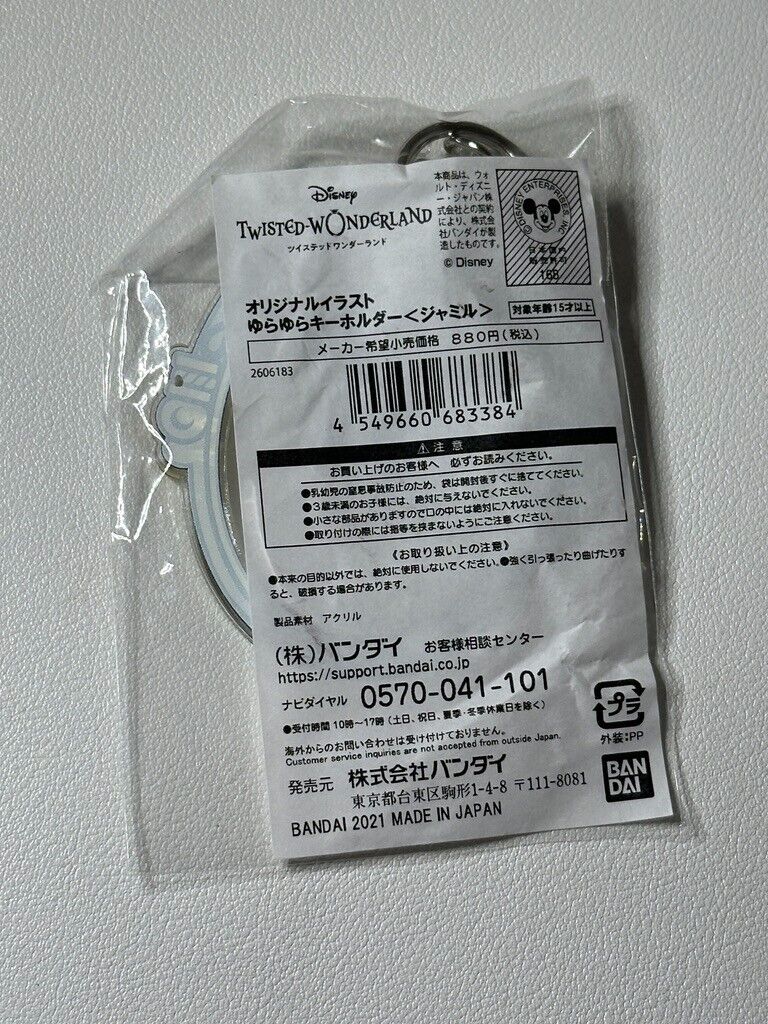 Disney
TWISTED-WONDERLAND
ツイステッドワンダーランド
本商品は、ウォ
ルト・ディズニ
ー・ジャパン株
式会社との契約
により、株式会
社バンダイが製
造したものです。
© Disney
© DISNEY ENTERPRISES, INC.
日本国内
販売許可
168
オリジナルイラスト
ゆらゆらキーホルダー＜ジャミル＞
対象年齢15才以上
メーカー希望小売価格 880円(税込)
2606183
4 549660 683384
⚠注意
お買い上げのお客様へ 必ずお読みください。
●乳幼児の窒息事故防止のため、袋は開封後すぐに捨ててください。
●3歳未満のお子様には、絶対に与えないでください。
●小さな部品がありますので口の中には絶対に入れないでください。
●取り付けの際には指等を挟まないようにご注意ください。
《お取り扱い上の注意》
●本来の目的以外では、絶対に使用しないでください。●強く引っ張ったり曲げたりす
ると、破損する場合があります。
製品素材 アクリル
(株)バンダイ お客様相談センター
https://support.bandai.co.jp
ナビダイヤル 0570-041-101
●受付時間 10時～17時(土日、祝日、夏季・冬季休業日を除く)
海外からのお問い合わせは受け付けておりません。
Customer service inquiries are not accepted from outside Japan.
プラ
外装:PP
発売元 株式会社バンダイ
東京都台東区駒形1-4-8 〒111-8081
BANDAI 2021 MADE IN JAPAN
BAN
DAI